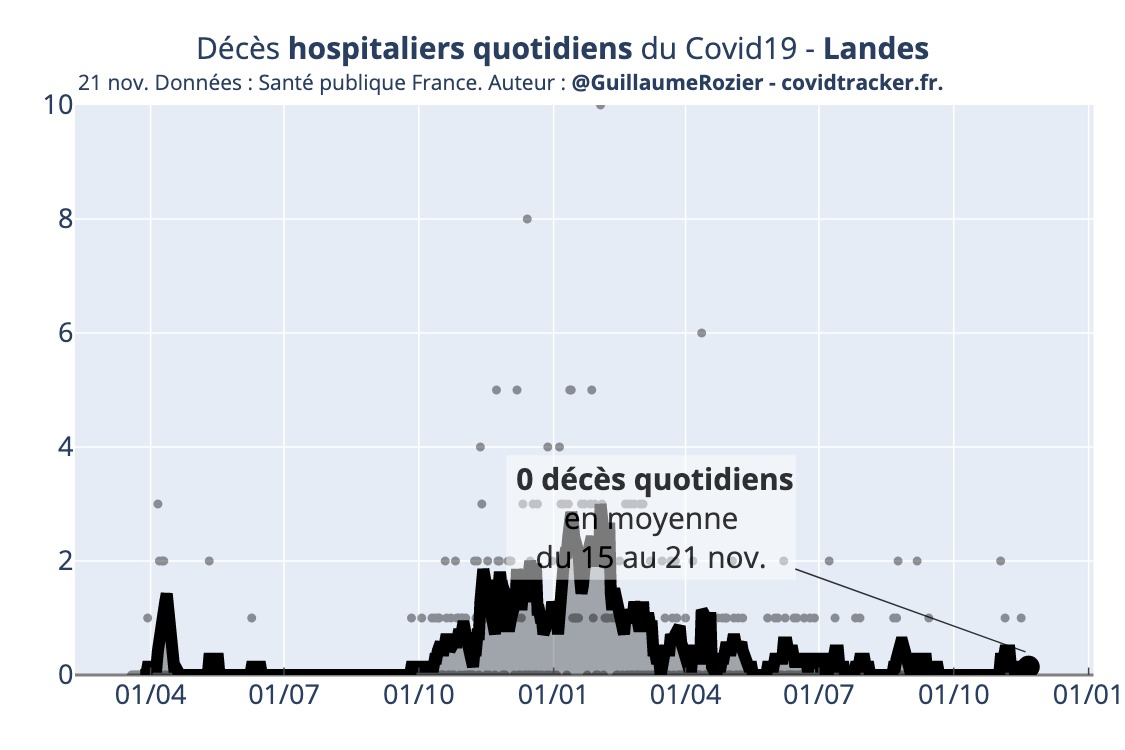 Décès hospitaliers quotidiens du Covid19 - Landes
21 nov. Données : Santé publique France. Auteur : @GuillaumeRozier - covidtracker.fr.
10
8
6
4
2
0
0 décès quotidiens
en moyenne
du 15 au 21 nov.
01/04 01/07 01/10 01/01 01/04 01/07 01/10 01/01